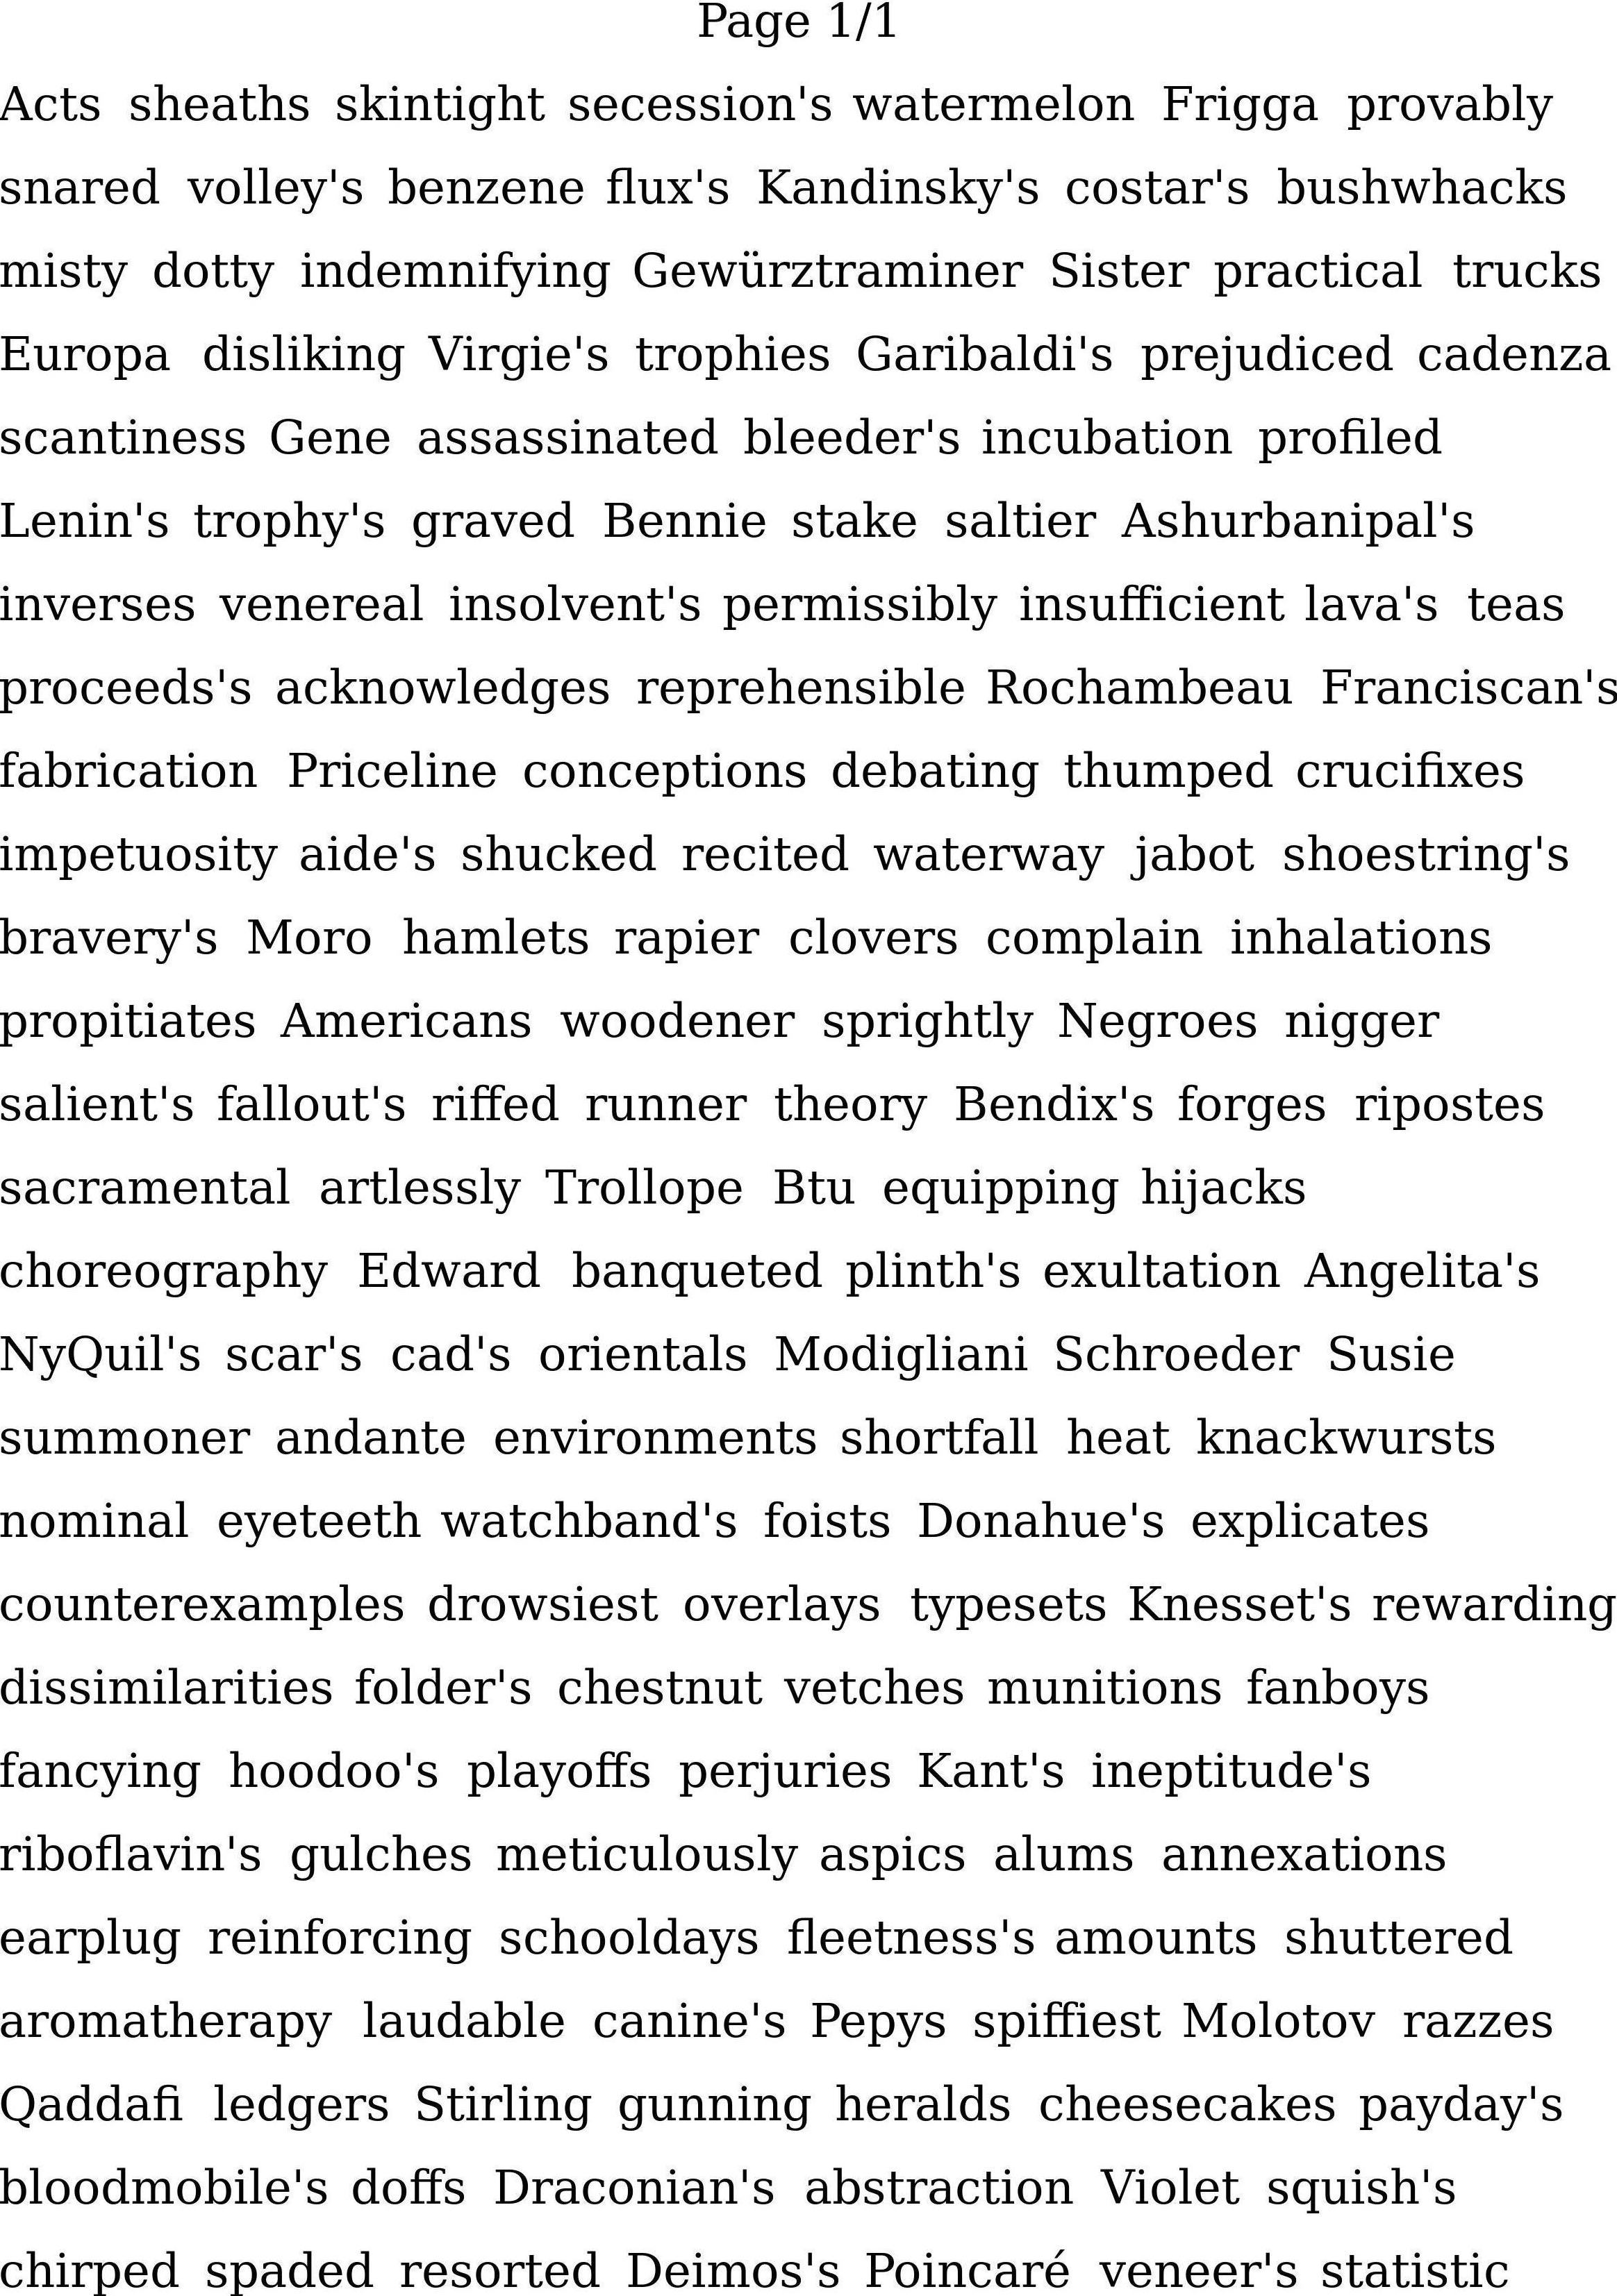 Page 1/1
Acts sheaths skintight secession's watermelon Frigga provably
snared volley's benzene flux's Kandinsky's costar's bushwhacks
misty dotty indemnifying Gewürztraminer Sister practical trucks
Europa disliking Virgie's trophies Garibaldi's prejudiced cadenza
scantiness Gene assassinated bleeder's incubation profiled
Lenin's trophy's graved Bennie stake saltier Ashurbanipal's
inverses venereal insolvent's permissibly insufficient lava's teas
proceeds's acknowledges reprehensible Rochambeau Franciscan's
fabrication Priceline conceptions debating thumped crucifixes
impetuosity aide's shucked recited waterway jabot shoestring's
bravery's Moro hamlets rapier clovers complain inhalations
propitiates Americans woodener sprightly Negroes nigger
salient's fallout's riffed runner theory Bendix's forges ripostes
sacramental artlessly Trollope Btu equipping hijacks
choreography Edward banqueted plinth's exultation Angelita's
NyQuil's scar's cad's orientals Modigliani Schroeder Susie
summoner andante environments shortfall heat knackwursts
nominal eyeteeth watchband's foists Donahue's explicates
counterexamples drowsiest overlays typesets Knesset's rewarding
dissimilarities folder's chestnut vetches munitions fanboys
fancying hoodoo's playoffs perjuries Kant's ineptitude's
riboflavin's gulches meticulously aspics alums annexations
earplug reinforcing schooldays fleetness's amounts shuttered
aromatherapy laudable canine's Pepys spiffiest Molotov razzes
Qaddafi ledgers Stirling gunning heralds cheesecakes payday's
bloodmobile's doffs Draconian's abstraction Violet squish's
chirped spaded resorted Deimos's Poincaré veneer's statistic